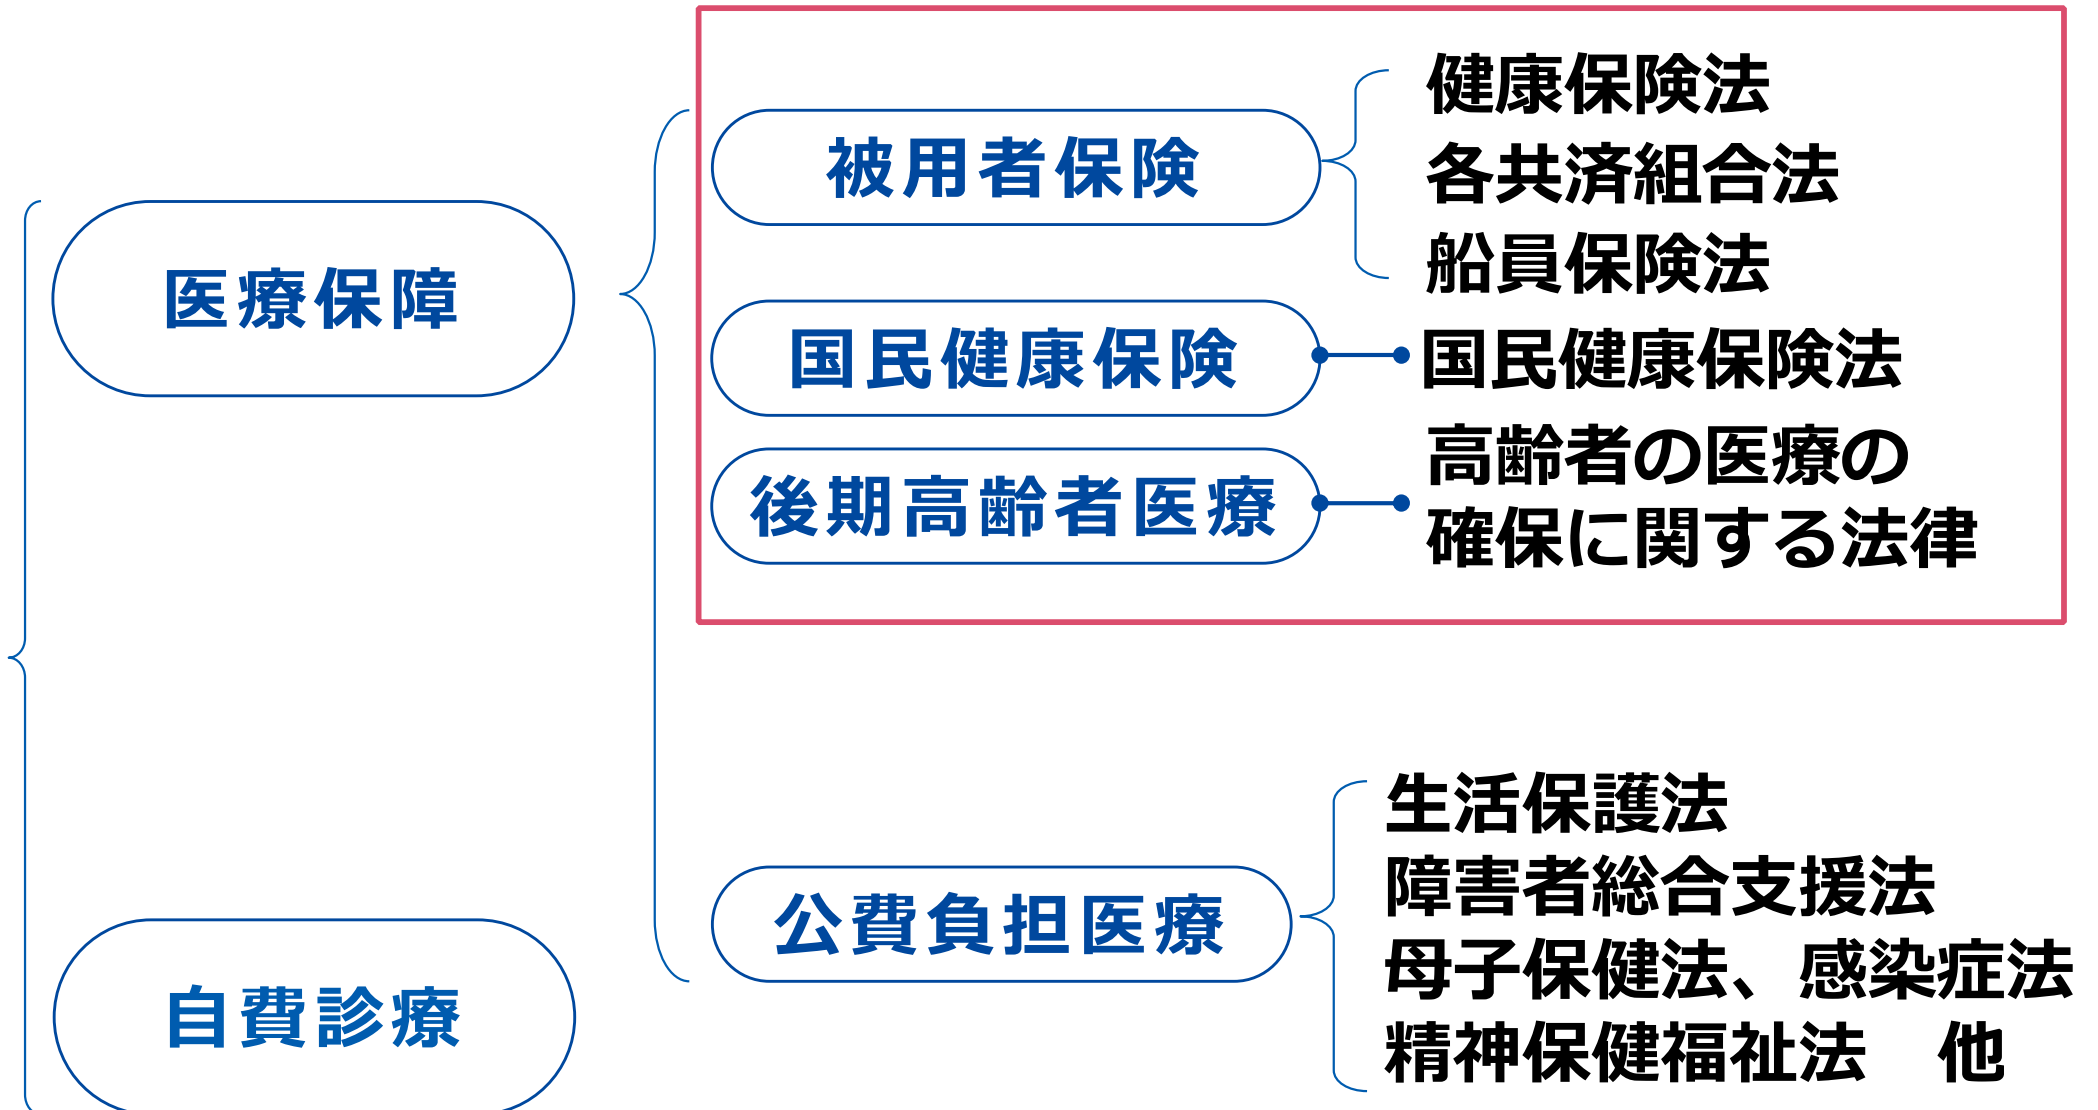 医療保障
被用者保険
健康保険法
各共済組合法
船員保険法
国民健康保険
国民健康保険法
後期高齢者医療
高齢者の医療の
確保に関する法律
公費負担医療
生活保護法
障害者総合支援法
母子保健法、感染症法
精神保健福祉法　他
自費診療